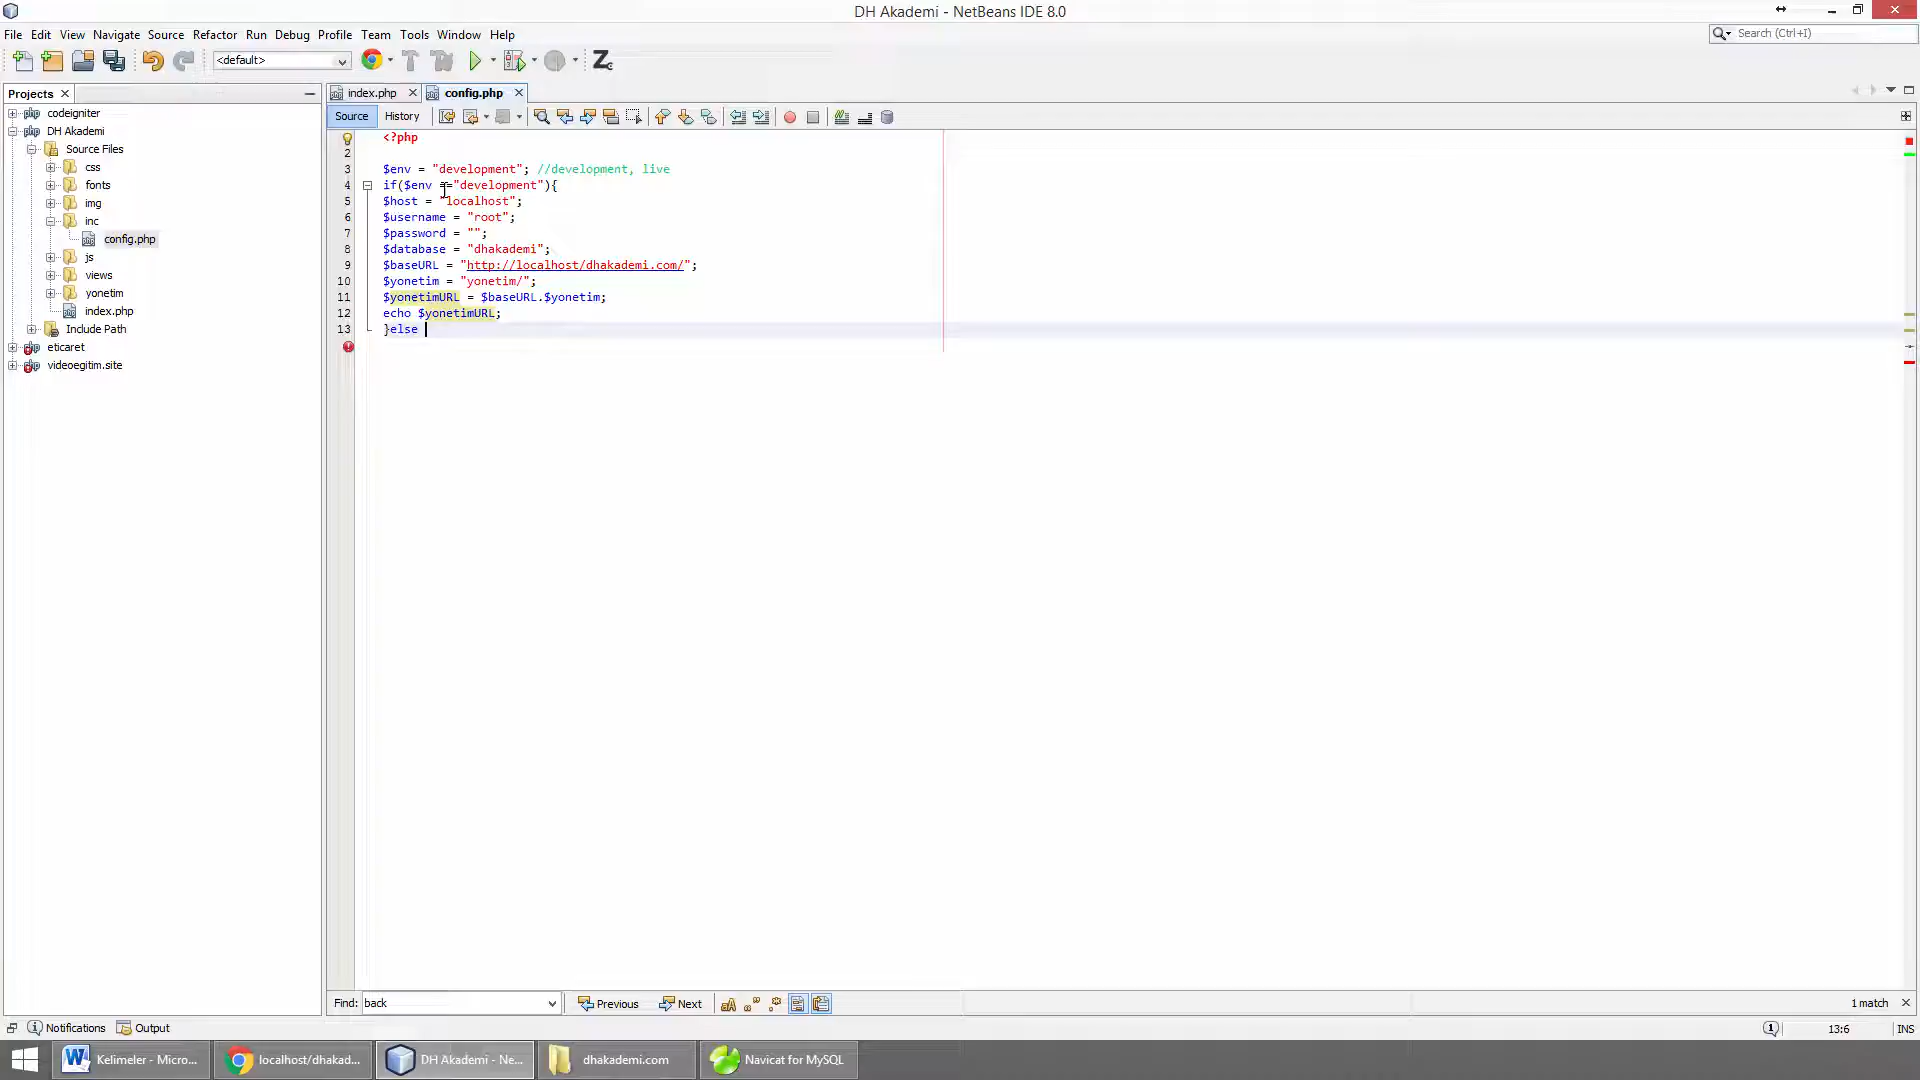 DH Akademi - NetBeans IDE 8.0
File Edit View Navigate Source Refactor Run Debug Profile Team Tools Window Help
Search (Ctrl+I)
<default>
Projects
index.php config.php
codeigniter
DH Akademi
Source Files
css
fonts
img
inc
config.php
js
views
yonetim
index.php
Include Path
eticaret
videoegitim.site
Source History
<?php
2
3 $env = "development"; //development, live
4 if($env =="development"){
5 $host = "localhost";
6 $username = "root";
7 $password = "";
8 $database = "dhakademi";
9 $baseURL = "http://localhost/dhakademi.com/";
10 $yonetim = "yonetim/";
11 $yonetimURL = $baseURL.$yonetim;
12 echo $yonetimURL;
13 }else
Find: back Previous Next 1 match
Notifications Output 1 13:6 INS
Kelimeler - Micro... localhost/dhakad... DH Akademi - Ne... dhakademi.com Navicat for MySQL